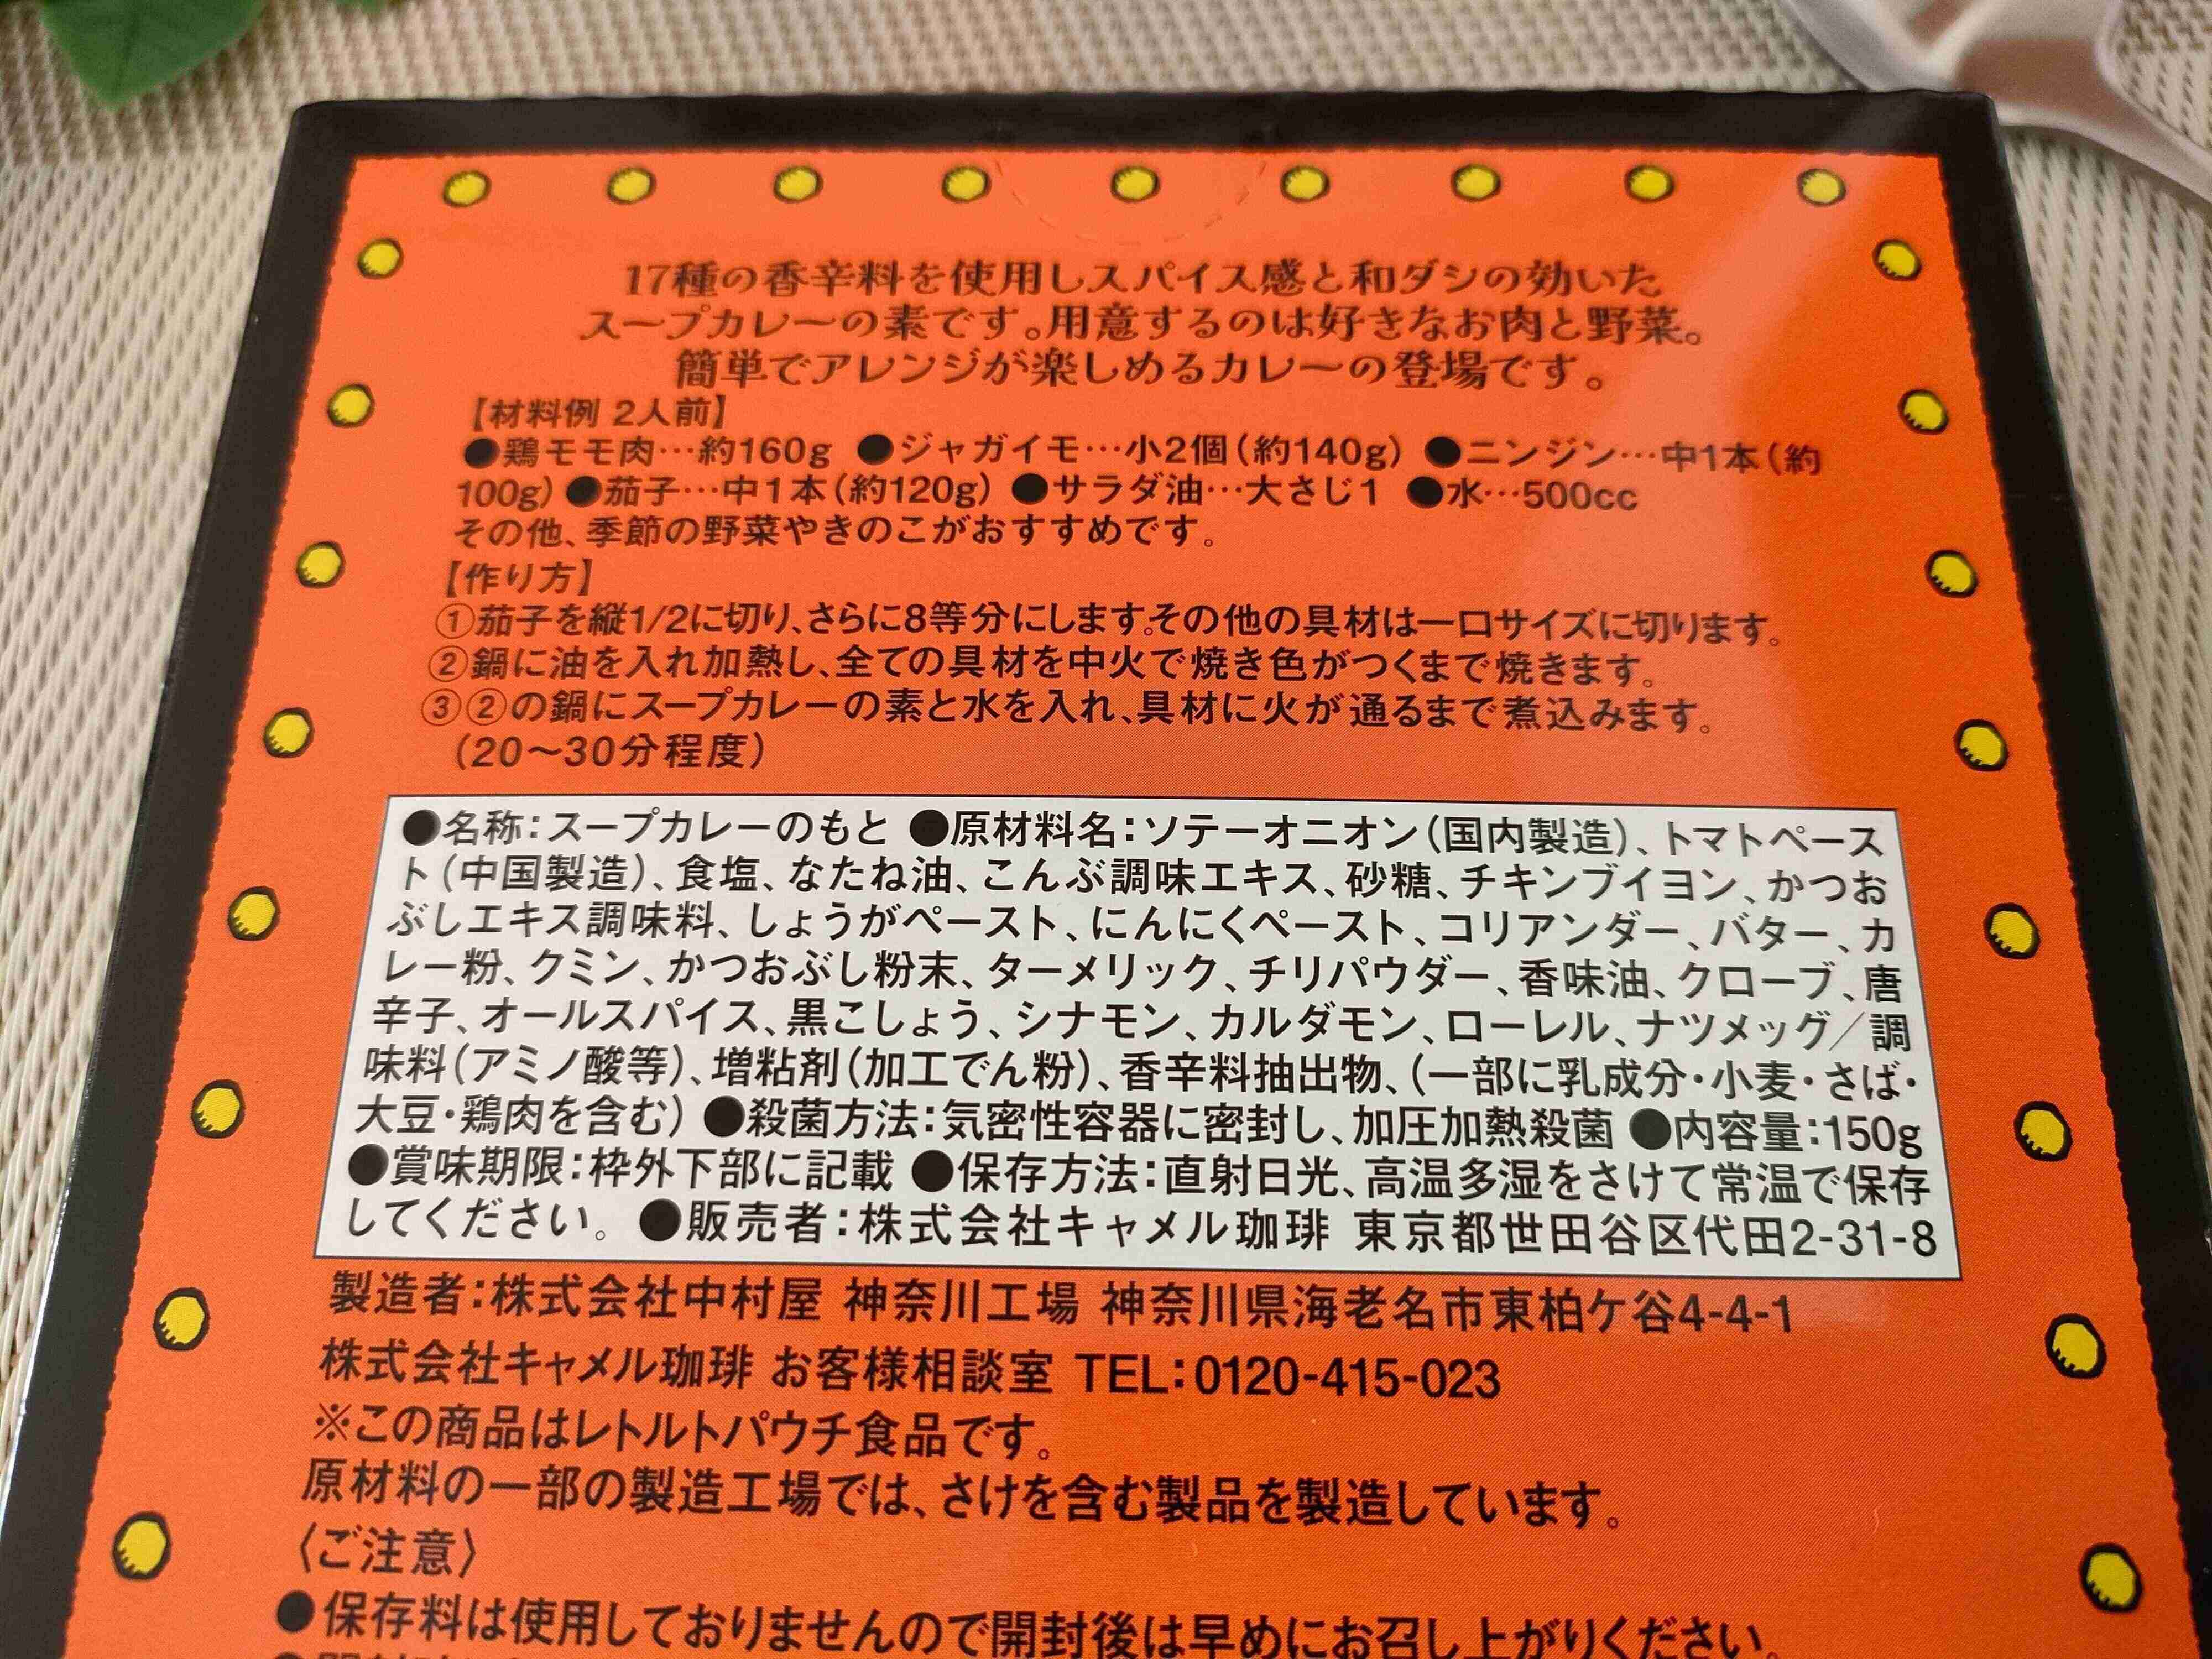 17種の香辛料を使用しスパイス感と和ダシの効いた
スープカレーの素です。用意するのは好きなお肉と野菜。
簡単でアレンジが楽しめるカレーの登場です。
【材料例 2人前】
●鶏モモ肉…約160g ●ジャガイモ…小2個(約140g) ●ニンジン…中1本(約
100g) ●茄子…中1本(約120g) ●サラダ油…大さじ1 ●水…500cc
その他、季節の野菜やきのこがおすすめです。
【作り方】
①茄子を縦1/2に切り、さらに8等分にします。その他の具材は一口サイズに切ります。
②鍋に油を入れ加熱し、全ての具材を中火で焼き色がつくまで焼きます。
③②の鍋にスープカレーの素と水を入れ、具材に火が通るまで煮込みます。
(20〜30分程度)
●名称:スープカレーのもと ●原材料名:ソテーオニオン(国内製造)、トマトペース
ト(中国製造)、食塩、なたね油、こんぶ調味エキス、砂糖、チキンブイヨン、かつお
ぶしエキス調味料、しょうがペースト、にんにくペースト、コリアンダー、バター、カ
レー粉、クミン、かつおぶし粉末、ターメリック、チリパウダー、香味油、クローブ、唐
辛子、オールスパイス、黒こしょう、シナモン、カルダモン、ローレル、ナツメッグ/調
味料(アミノ酸等)、増粘剤(加工でん粉)、香辛料抽出物、(一部に乳成分・小麦・さば・
大豆・鶏肉を含む) ●殺菌方法:気密性容器に密封し、加圧加熱殺菌 ●内容量:150g
●賞味期限:枠外下部に記載 ●保存方法:直射日光、高温多湿をさけて常温で保存
してください。 ●販売者:株式会社キャメル珈琲 東京都世田谷区代田2-31-8
製造者:株式会社中村屋 神奈川工場 神奈川県海老名市東柏ケ谷4-4-1
株式会社キャメル珈琲 お客様相談室 TEL:0120-415-023
※この商品はレトルトパウチ食品です。
原材料の一部の製造工場では、さけを含む製品を製造しています。
〈ご注意〉
●保存料は使用しておりませんので開封後は早めにお召し上がりください。